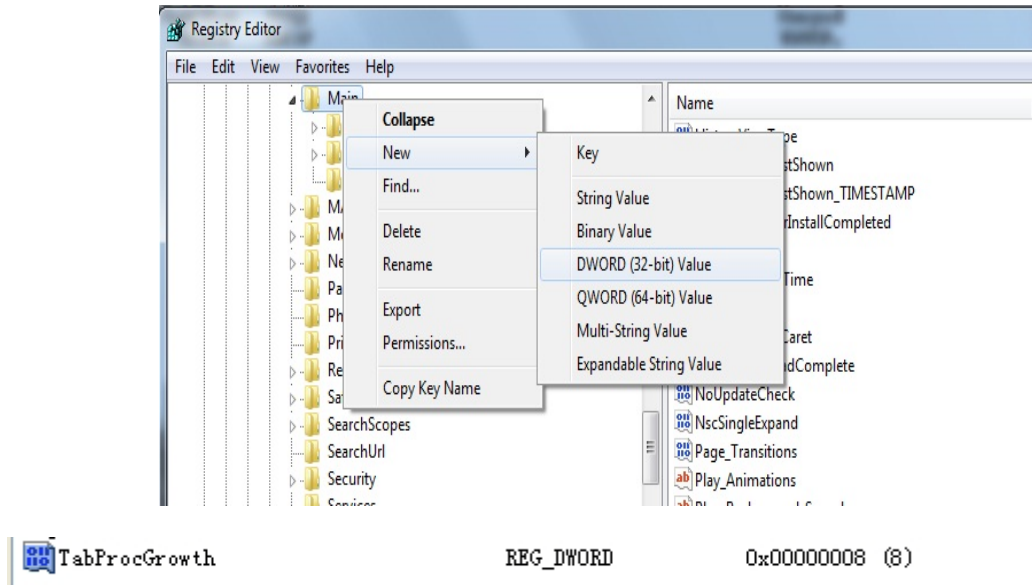 Registry Editor
File Edit View Favorites Help
Main
Name
Collapse
New
Find...
Delete
Rename
Export
Permissions...
Copy Key Name
Key
String Value
Binary Value
DWORD (32-bit) Value
QWORD (64-bit) Value
Multi-String Value
Expandable String Value
stShown
stShown_TIMESTAMP
rInstallCompleted
Time
Caret
dComplete
NoUpdateCheck
NscSingleExpand
Page_Transitions
Play_Animations
SearchScopes
SearchUrl
Security
TabProcGrowth REG_DWORD 0x00000008 (8)